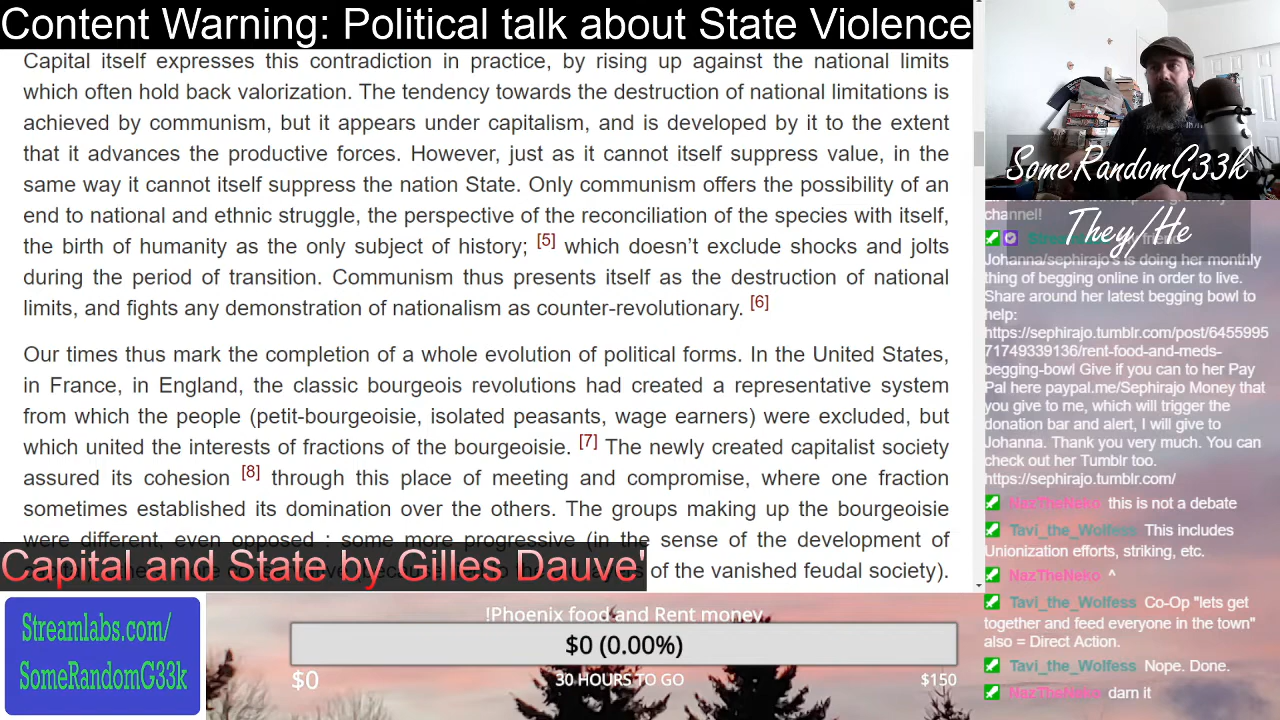 Content Warning: Political talk about State Violence
Capital itself expresses this contradiction in practice, by rising up against the national limits
which often hold back valorization. The tendency towards the destruction of national limitations is
achieved by communism, but it appears under capitalism, and is developed by it to the extent
that it advances the productive forces. However, just as it cannot itself suppress value, in the
same way it cannot itself suppress the nation State. Only communism offers the possibility of an
end to national and ethnic struggle, the perspective of the reconciliation of the species with itself,
the birth of humanity as the only subject of history; [5] which doesn’t exclude shocks and jolts
during the period of transition. Communism thus presents itself as the destruction of national
limits, and fights any demonstration of nationalism as counter-revolutionary. [6]
Our times thus mark the completion of a whole evolution of political forms. In the United States,
in France, in England, the classic bourgeois revolutions had created a representative system
from which the people (petit-bourgeoisie, isolated peasants, wage earners) were excluded, but
which united the interests of fractions of the bourgeoisie. [7] The newly created capitalist society
assured its cohesion [8] through this place of meeting and compromise, where one fraction
sometimes established its domination over the others. The groups making up the bourgeoisie
were different, even opposed : some more progressive (in the sense of the development of
of the vanished feudal society).
Capital and State by Gilles Dauve'
Streamlabs.com/
SomeRandomG33k
!Phoenix food and Rent money
$0 (0.00%)
$0
30 HOURS TO GO
$150
SomeRandomG33k
They/He
channel!
friend
Johanna/sephirajo's is doing her monthly
thing of begging online in order to live.
Share around her latest begging bowl to
help:
https://sephirajo.tumblr.com/post/6455995
71749339136/rent-food-and-meds-
begging-bowl Give if you can to her Pay
Pal here paypal.me/Sephirajo Money that
you give to me, which will trigger the
donation bar and alert, I will give to
Johanna. Thank you very much. You can
check out her Tumblr too.
https://sephirajo.tumblr.com/
NazTheNeko this is not a debate
Tavi_the_Wolfess This includes
Unionization efforts, striking, etc.
NazTheNeko ^
Tavi_the_Wolfess Co-Op "lets get
together and feed everyone in the town"
also = Direct Action.
Tavi_the_Wolfess Nope. Done.
NazTheNeko darn it